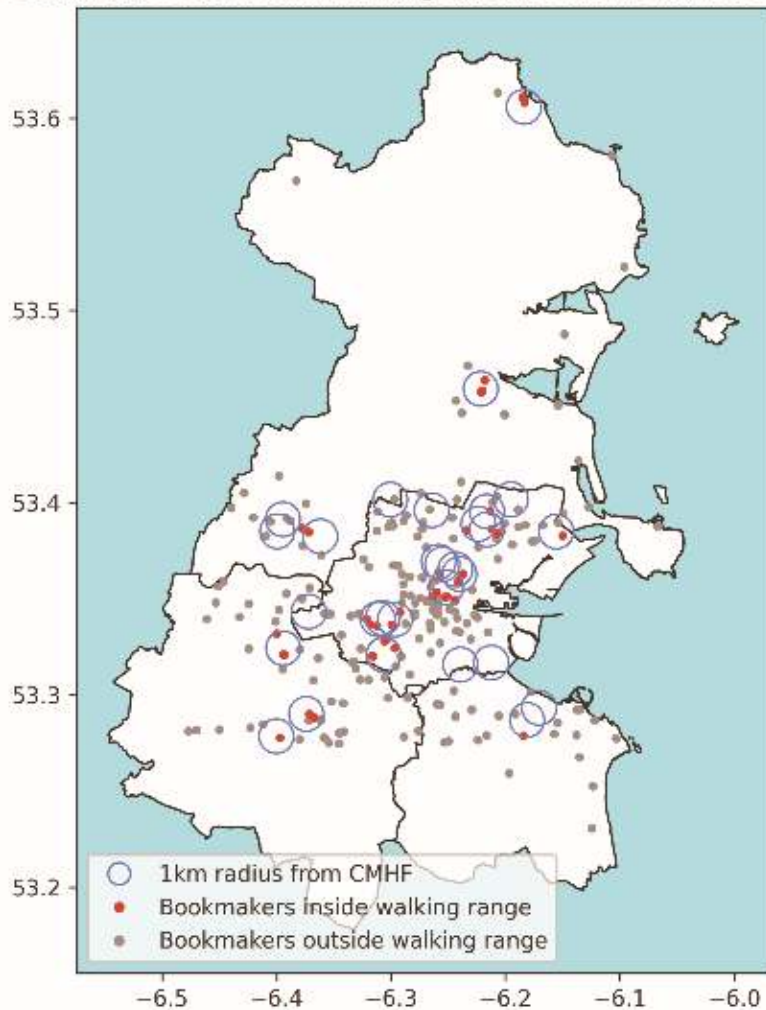 53.6
53.5
53.4
53.3
53.2
1km radius from CMHF
Bookmakers inside walking range
Bookmakers outside walking range
−6.5 −6.4 −6.3 −6.2 −6.1 −6.0